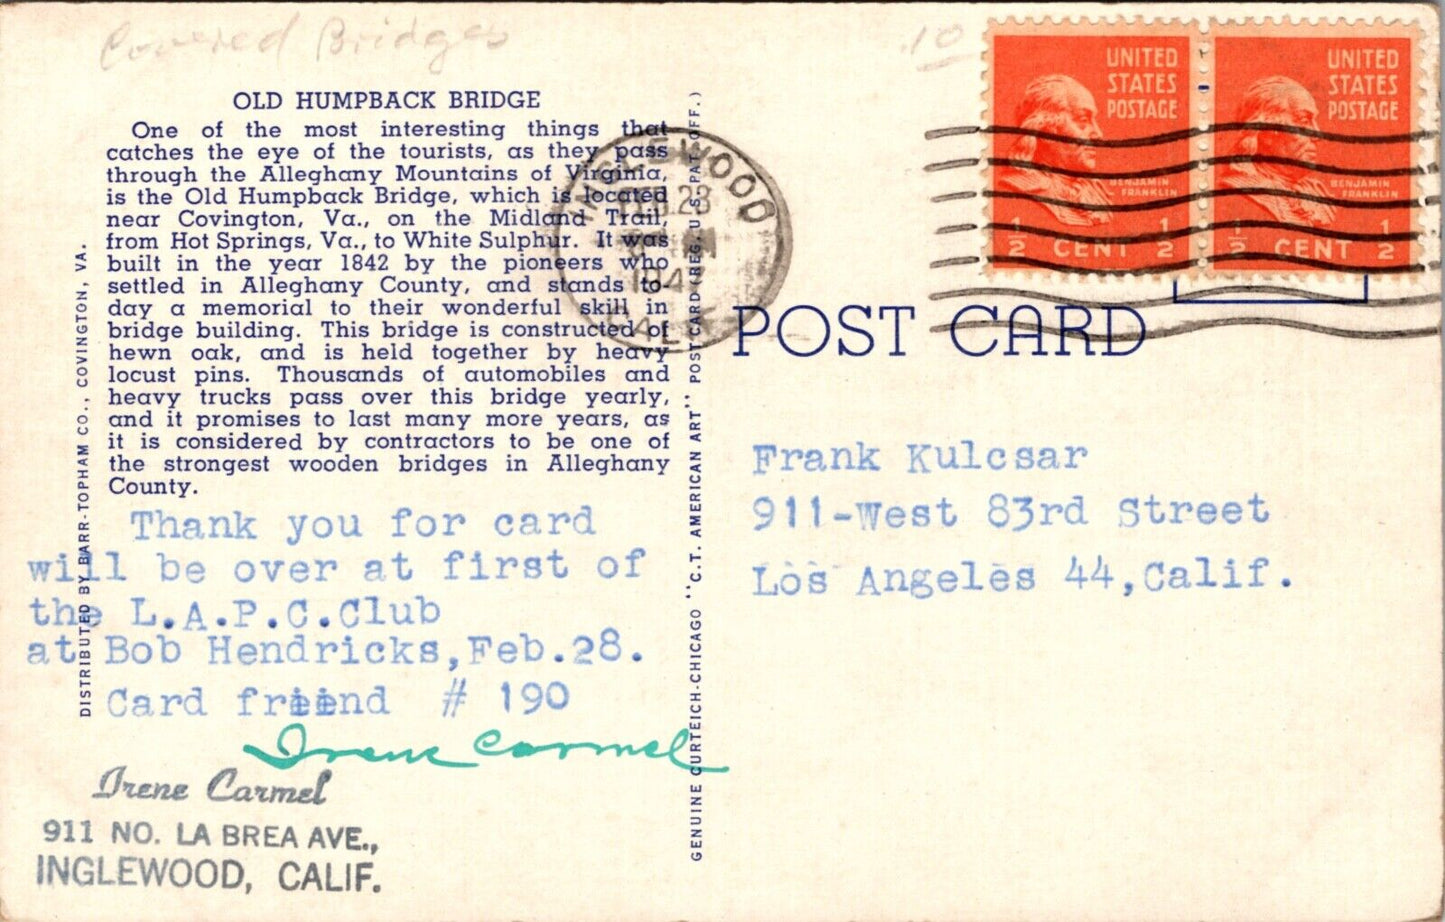 Covered Bridges
.10
OLD HUMPBACK BRIDGE
One of the most interesting things that
catches the eye of the tourists, as they pass
through the Alleghany Mountains of Virginia,
is the Old Humpback Bridge, which is located
near Covington, Va., on the Midland Trail,
from Hot Springs, Va., to White Sulphur. It was
built in the year 1842 by the pioneers who
settled in Alleghany County, and stands to-
day a memorial to their wonderful skill in
bridge building. This bridge is constructed of
hewn oak, and is held together by heavy
locust pins. Thousands of automobiles and
heavy trucks pass over this bridge yearly,
and it promises to last many more years, as
it is considered by contractors to be one of
the strongest wooden bridges in Alleghany
County.
DISTRIBUTED BY BARR-TOPHAM CO., COVINGTON, VA.
Thank you for card
will be over at first of
the L.A.P.C.Club
at Bob Hendricks,Feb.28.
Card friend # 190
Irene Carmel
Irene Carmel
911 NO. LA BREA AVE.,
INGLEWOOD, CALIF.
GENUINE CURTEICH-CHICAGO "C.T. AMERICAN ART" POST CARD (REG. U.S. PAT. OFF.)
INGLEWOOD
FEB 23
1947
CALIF.
UNITED
STATES
POSTAGE
BENJAMIN
FRANKLIN
1/2 CENT 1/2
UNITED
STATES
POSTAGE
BENJAMIN
FRANKLIN
1/2 CENT 1/2
POST CARD
Frank Kulcsar
911-West 83rd Street
Los Angeles 44,Calif.